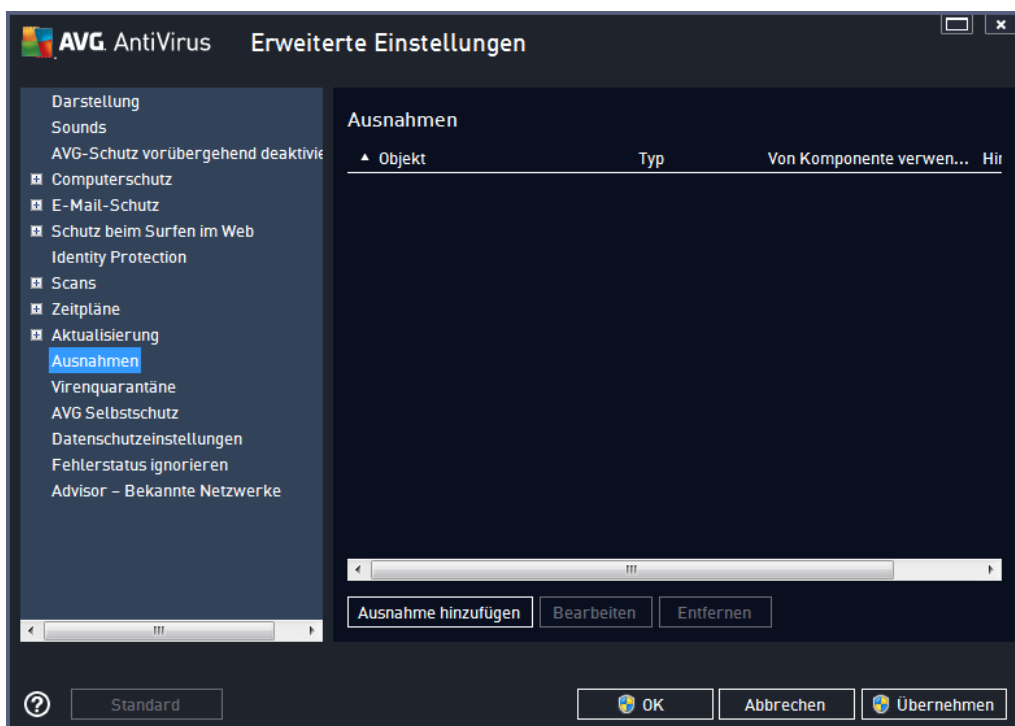 AVG. AntiVirus Erweiterte Einstellungen
Darstellung
Sounds
AVG-Schutz vorübergehend deaktivie
Computerschutz
E-Mail-Schutz
Schutz beim Surfen im Web
Identity Protection
Scans
Zeitpläne
Aktualisierung
Ausnahmen
Virenquarantäne
AVG Selbstschutz
Datenschutzeinstellungen
Fehlerstatus ignorieren
Advisor – Bekannte Netzwerke
Ausnahmen
Objekt Typ Von Komponente verwen... Hin
Ausnahme hinzufügen Bearbeiten Entfernen
Standard OK Abbrechen Übernehmen